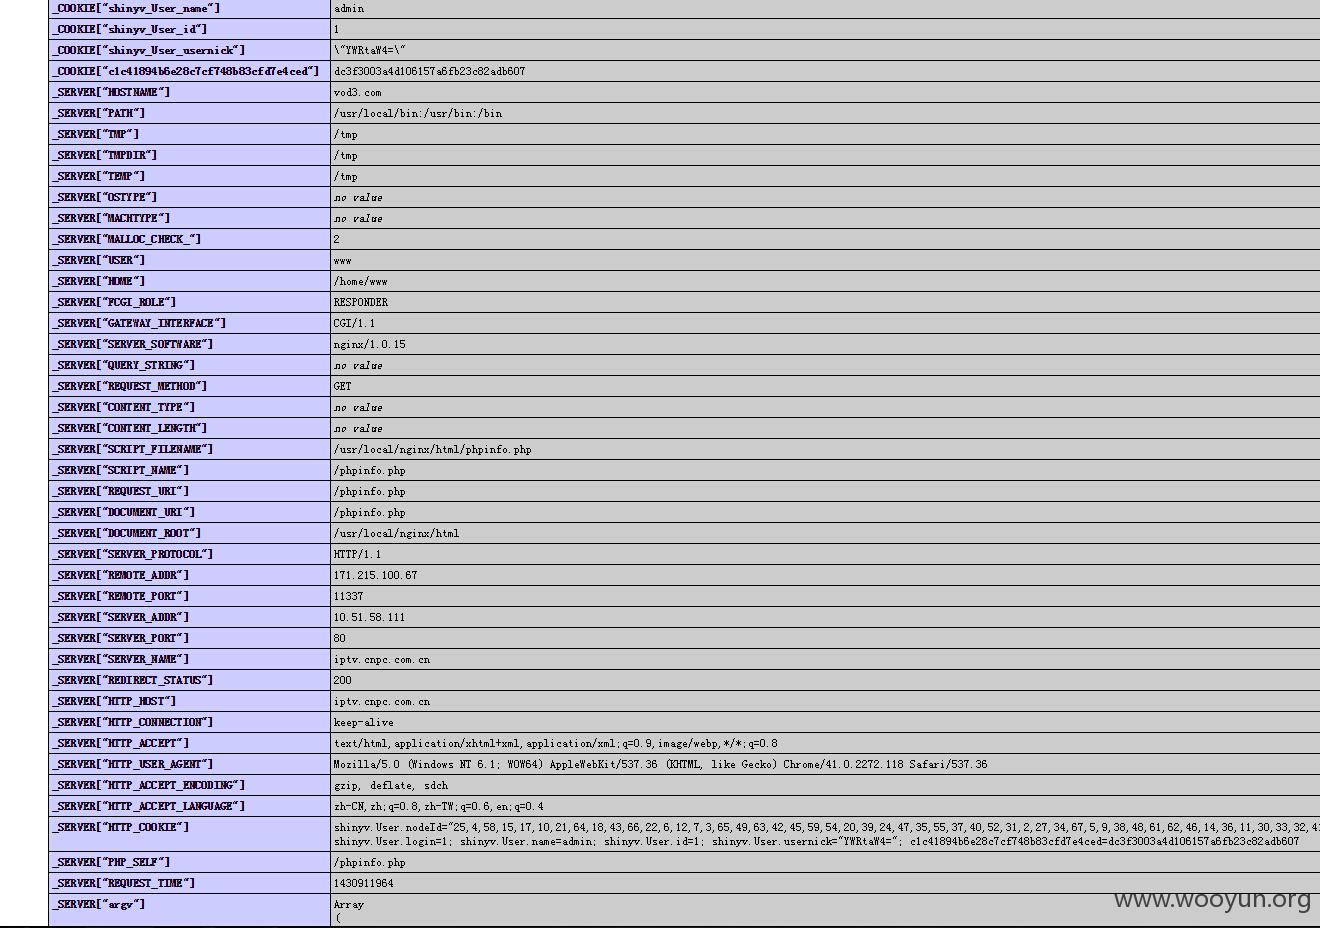 _COOKIE["shinyv_User_name"] admin
_COOKIE["shinyv_User_id"] 1
_COOKIE["shinyv_User_usernick"] \"YWRtaW4=\"
_COOKIE["c1c41894b6e28c7cf748b83cfd7e4ced"] dc3f3003a4d106157a6fb23c82adb607
_SERVER["HOSTNAME"] vod3.com
_SERVER["PATH"] /usr/local/bin:/usr/bin:/bin
_SERVER["TMP"] /tmp
_SERVER["TMPDIR"] /tmp
_SERVER["TEMP"] /tmp
_SERVER["OSTYPE"] no value
_SERVER["MACHTYPE"] no value
_SERVER["MALLOC_CHECK_"] 2
_SERVER["USER"] www
_SERVER["HOME"] /home/www
_SERVER["FCGI_ROLE"] RESPONDER
_SERVER["GATEWAY_INTERFACE"] CGI/1.1
_SERVER["SERVER_SOFTWARE"] nginx/1.0.15
_SERVER["QUERY_STRING"] no value
_SERVER["REQUEST_METHOD"] GET
_SERVER["CONTENT_TYPE"] no value
_SERVER["CONTENT_LENGTH"] no value
_SERVER["SCRIPT_FILENAME"] /usr/local/nginx/html/phpinfo.php
_SERVER["SCRIPT_NAME"] /phpinfo.php
_SERVER["REQUEST_URI"] /phpinfo.php
_SERVER["DOCUMENT_URI"] /phpinfo.php
_SERVER["DOCUMENT_ROOT"] /usr/local/nginx/html
_SERVER["SERVER_PROTOCOL"] HTTP/1.1
_SERVER["REMOTE_ADDR"] 171.215.100.67
_SERVER["REMOTE_PORT"] 11337
_SERVER["SERVER_ADDR"] 10.51.58.111
_SERVER["SERVER_PORT"] 80
_SERVER["SERVER_NAME"] iptv.cnpc.com.cn
_SERVER["REDIRECT_STATUS"] 200
_SERVER["HTTP_HOST"] iptv.cnpc.com.cn
_SERVER["HTTP_CONNECTION"] keep-alive
_SERVER["HTTP_ACCEPT"] text/html,application/xhtml+xml,application/xml;q=0.9,image/webp,*/*;q=0.8
_SERVER["HTTP_USER_AGENT"] Mozilla/5.0 (Windows NT 6.1; WOW64) AppleWebKit/537.36 (KHTML, like Gecko) Chrome/41.0.2272.118 Safari/537.36
_SERVER["HTTP_ACCEPT_ENCODING"] gzip, deflate, sdch
_SERVER["HTTP_ACCEPT_LANGUAGE"] zh-CN,zh;q=0.8,zh-TW;q=0.6,en;q=0.4
_SERVER["HTTP_COOKIE"] shinyv.User.nodeId="25,4,58,15,17,10,21,64,18,43,66,22,6,12,7,3,65,49,63,42,45,59,54,20,39,24,47,35,55,37,40,52,31,2,27,34,67,5,9,38,48,61,62,46,14,36,11,30,33,32,41
shinyv.User.login=1; shinyv.User.name=admin; shinyv.User.id=1; shinyv.User.usernick="YWRtaW4="; c1c41894b6e28c7cf748b83cfd7e4ced=dc3f3003a4d106157a6fb23c82adb607
_SERVER["PHP_SELF"] /phpinfo.php
_SERVER["REQUEST_TIME"] 1430911964
_SERVER["argv"] Array
(
www.wooyun.org